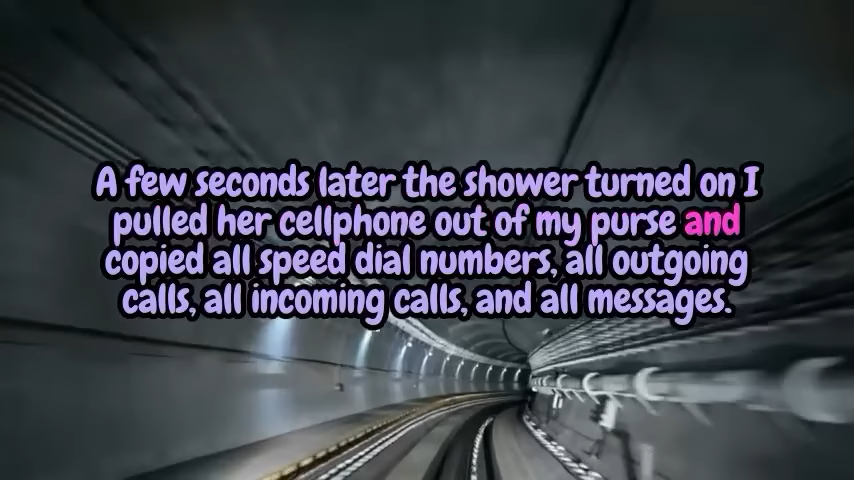 A few seconds later the shower turned on I
pulled her cellphone out of my purse and
copied all speed dial numbers, all outgoing
calls, all incoming calls, and all messages.